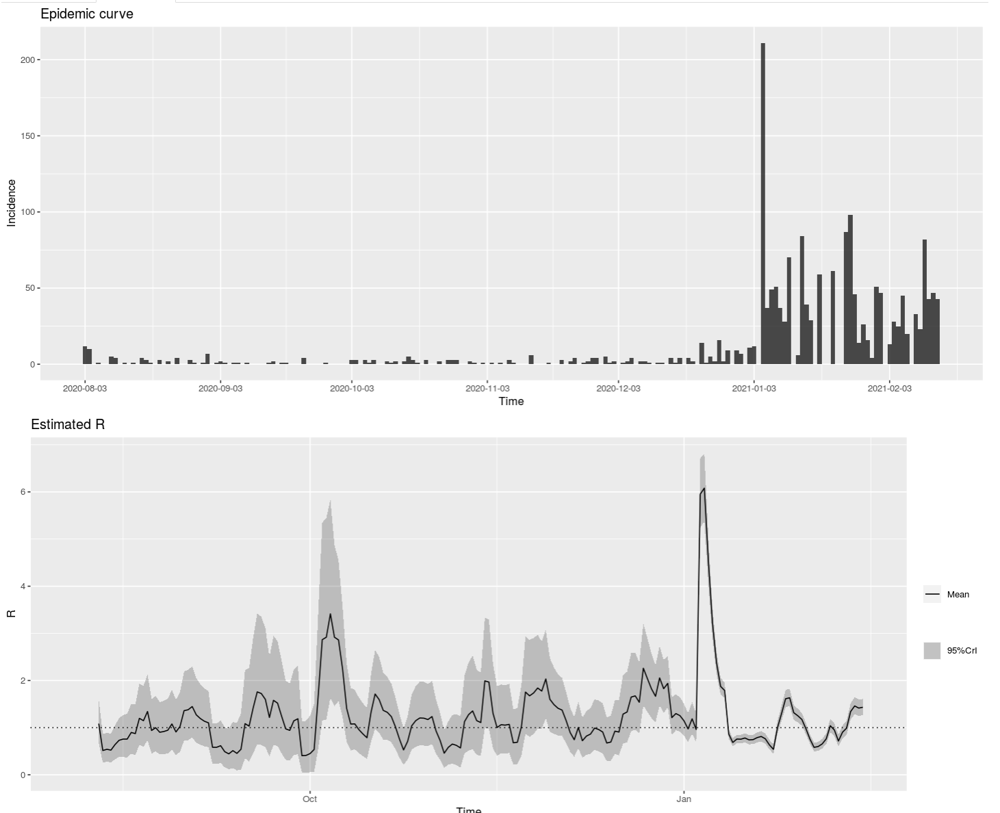 Epidemic curve
200
150
100
50
0
Incidence
2020-08-03 2020-09-03 2020-10-03 2020-11-03 2020-12-03 2021-01-03 2021-02-03
Time
Estimated R
6
4
2
0
R
Mean
95%CrI
Oct Jan
Time